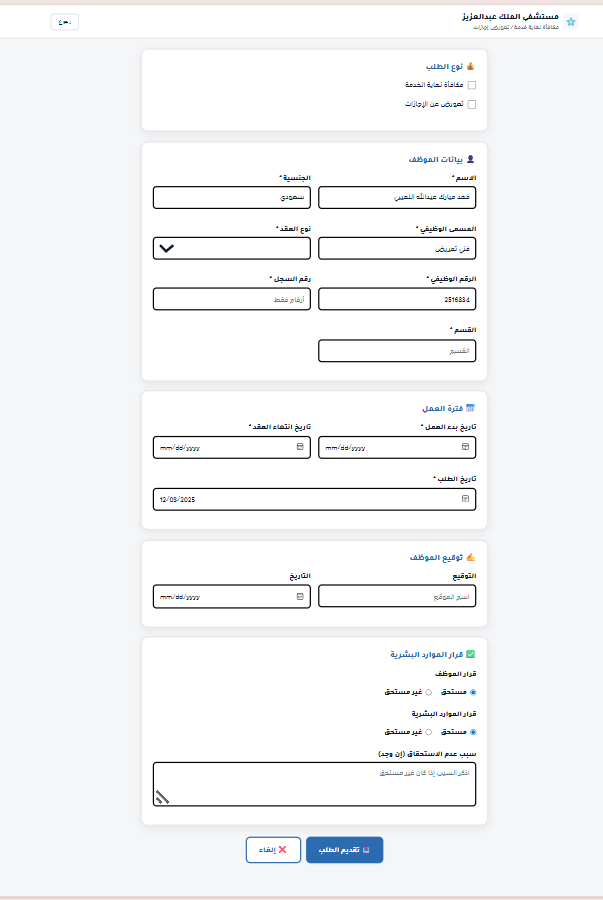 مستشفى الملك عبدالعزيز
مكافأة نهاية خدمة / تعويض إجازات
رجوع
نوع الطلب
مكافأة نهاية الخدمة
تعويض عن الإجازات
بيانات الموظف
الاسم *
الجنسية *
فهد مبارك عبدالله
سعودي
المسمى الوظيفي *
نوع العقد *
فني تمريض
الرقم الوظيفي *
رقم السجل *
2516834
أرقام فقط
القسم *
القسم
فترة العمل
تاريخ بدء العمل *
تاريخ انتهاء العقد *
mm/dd/yyyy
mm/dd/yyyy
تاريخ الطلب *
12/03/2025
توقيع الموظف
التوقيع
التاريخ
اسم الموقع
mm/dd/yyyy
قرار الموارد البشرية
قرار الموظف
مستحق
غير مستحق
قرار الموارد البشرية
مستحق
غير مستحق
سبب عدم الاستحقاق (إن وجد)
اذكر السبب إذا كان غير مستحق
تقديم الطلب
إلغاء